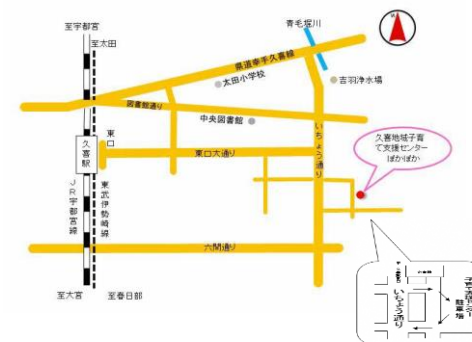 至宇都宮
至太田
青毛堀川
県道幸手久喜線
太田小学校
吉羽浄水場
図書館通り
中央図書館
いちょう通り
久喜地域子育
て支援センター
ぽかぽか
東口
久喜駅
東口大通り
JR宇都宮線
東武伊勢崎線
六間通り
至大宮
至春日部
いちょう通り
駐車場